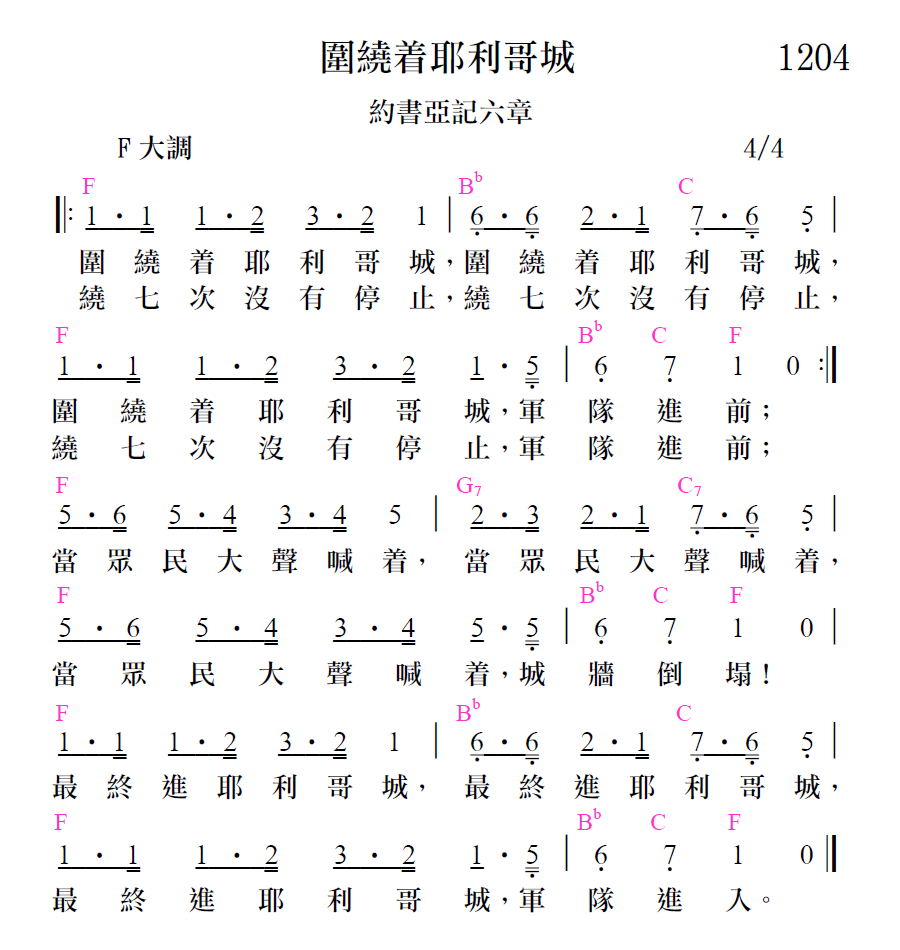 圍繞着耶利哥城 1204
約書亞記六章
F 大調 4/4
F B♭ C
‖: 1 · 1 1 · 2 3 · 2 1 | 6̣ · 6̣ 2 · 1 7̣ · 6̣ 5̣ |
圍繞着耶利哥城，圍繞着耶利哥城，
繞七次沒有停止，繞七次沒有停止，
F B♭ C F
1 · 1 1 · 2 3 · 2 1 · 5̣ | 6̣ 7̣ 1 0 :‖
圍繞着耶利哥城，軍隊進前；
繞七次沒有停止，軍隊進前；
F G7 C7
5 · 6 5 · 4 3 · 4 5 | 2 · 3 2 · 1 7̣ · 6̣ 5̣ |
當眾民大聲喊着，當眾民大聲喊着，
F B♭ C F
5 · 6 5 · 4 3 · 4 5 · 5̣ | 6̣ 7̣ 1 0 |
當眾民大聲喊着，城牆倒塌！
F B♭ C
1 · 1 1 · 2 3 · 2 1 | 6̣ · 6̣ 2 · 1 7̣ · 6̣ 5̣ |
最終進耶利哥城，最終進耶利哥城，
F B♭ C F
1 · 1 1 · 2 3 · 2 1 · 5̣ | 6̣ 7̣ 1 0 ‖
最終進耶利哥城，軍隊進入。